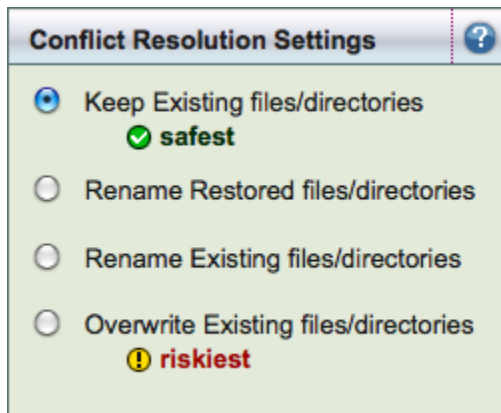 Conflict Resolution Settings ?
Keep Existing files/directories
safest
Rename Restored files/directories
Rename Existing files/directories
Overwrite Existing files/directories
! riskiest